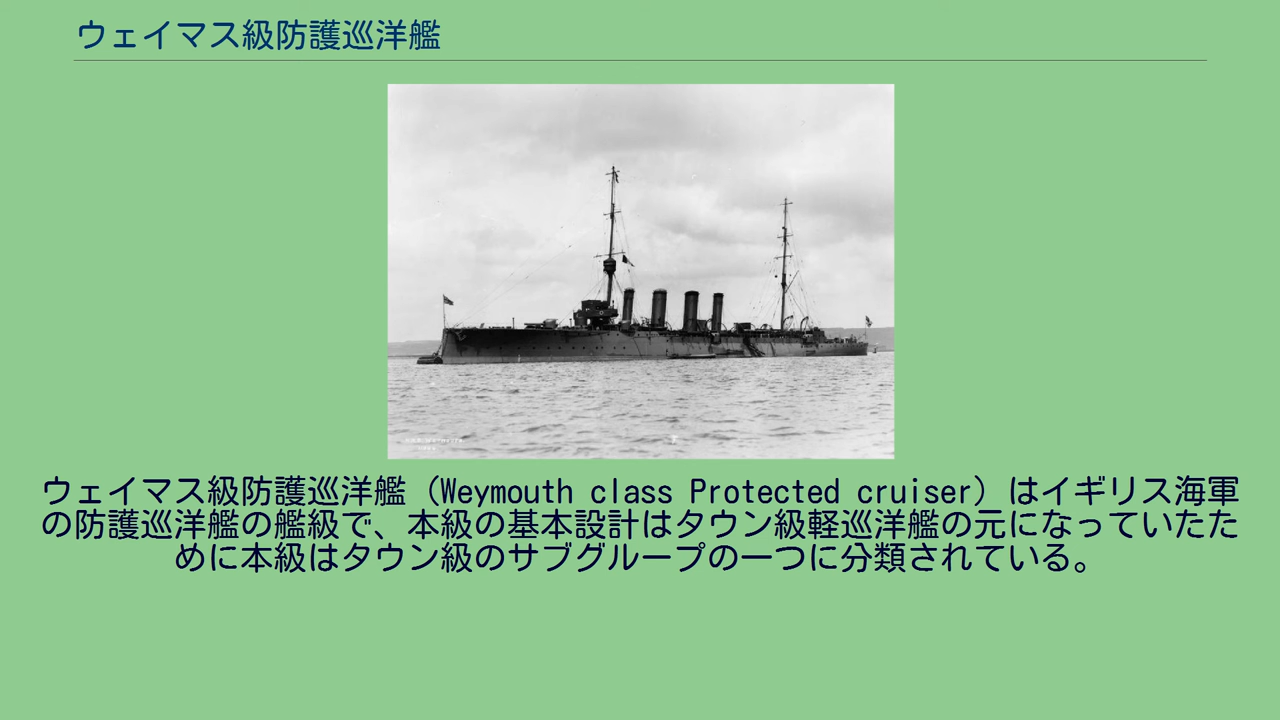 ウェイマス級防護巡洋艦
ウェイマス級防護巡洋艦（Weymouth class Protected cruiser）はイギリス海軍
の防護巡洋艦の艦級で、本級の基本設計はタウン級軽巡洋艦の元になっていたた
めに本級はタウン級のサブグループの一つに分類されている。